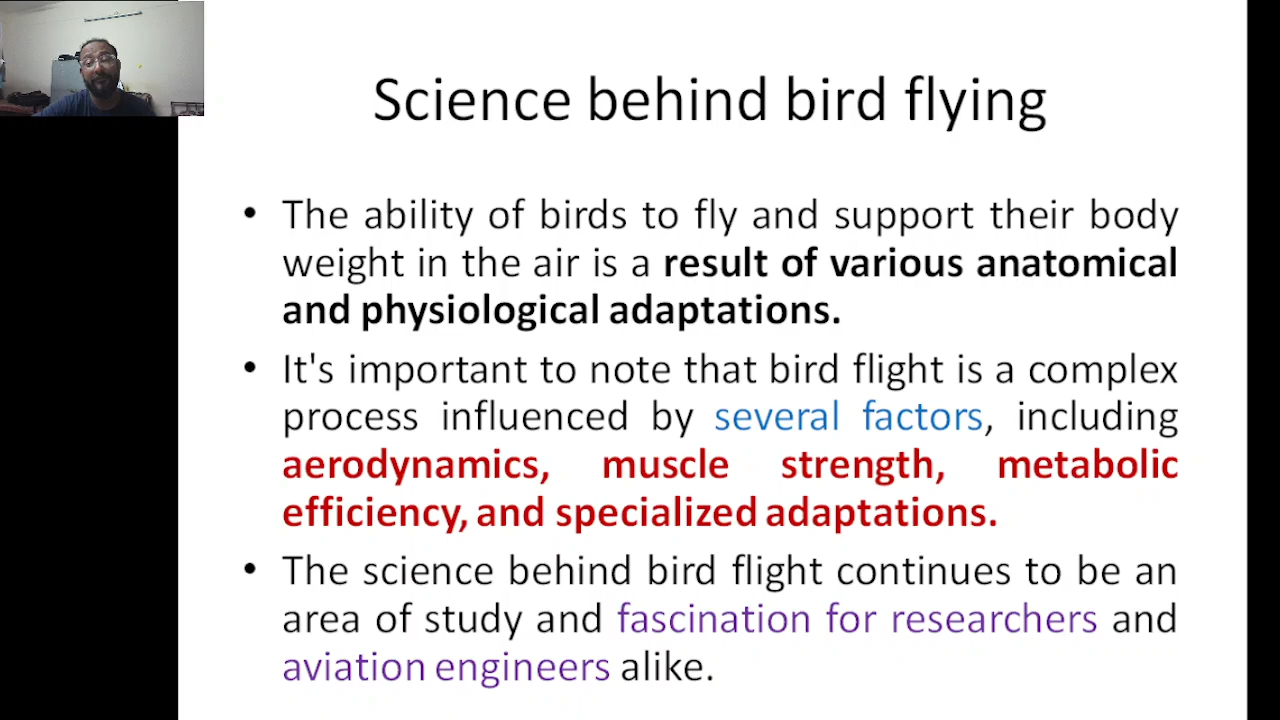 Science behind bird flying
• The ability of birds to fly and support their body
weight in the air is a result of various anatomical
and physiological adaptations.
• It's important to note that bird flight is a complex
process influenced by several factors, including
aerodynamics, muscle strength, metabolic
efficiency, and specialized adaptations.
• The science behind bird flight continues to be an
area of study and fascination for researchers and
aviation engineers alike.